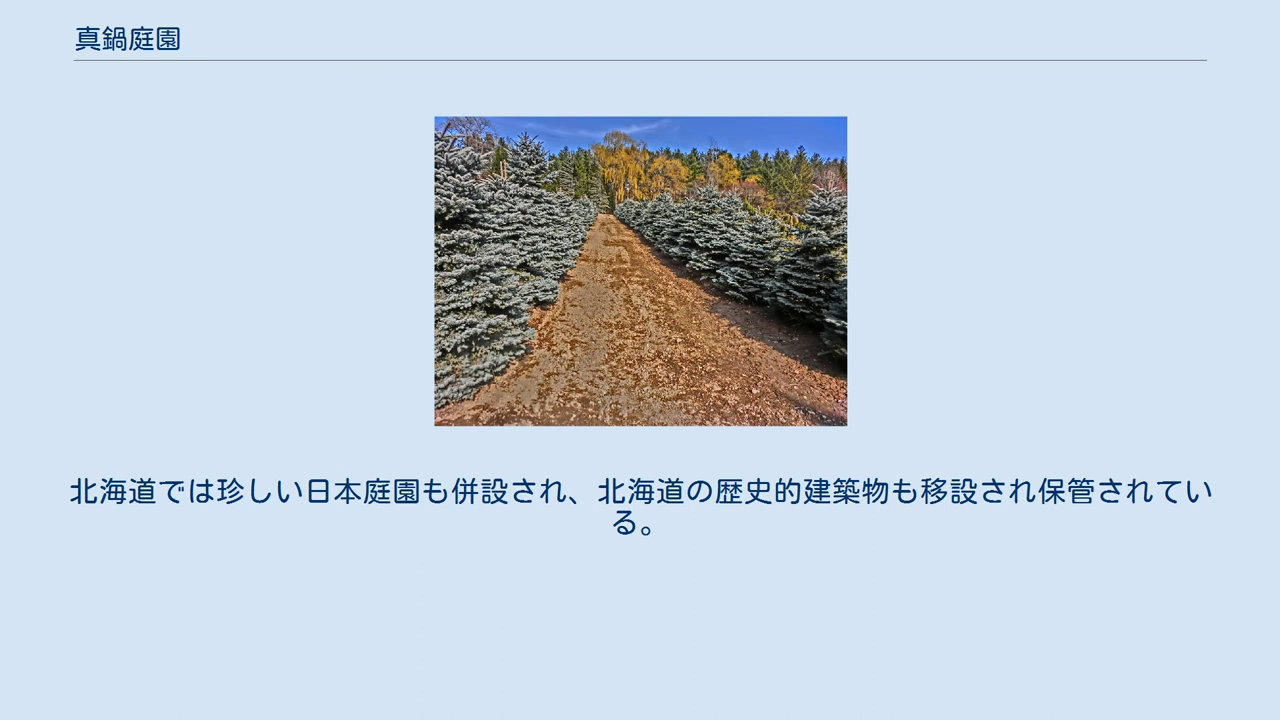 真鍋庭園
北海道では珍しい日本庭園も併設され、北海道の歴史的建築物も移設され保管されてい
る。